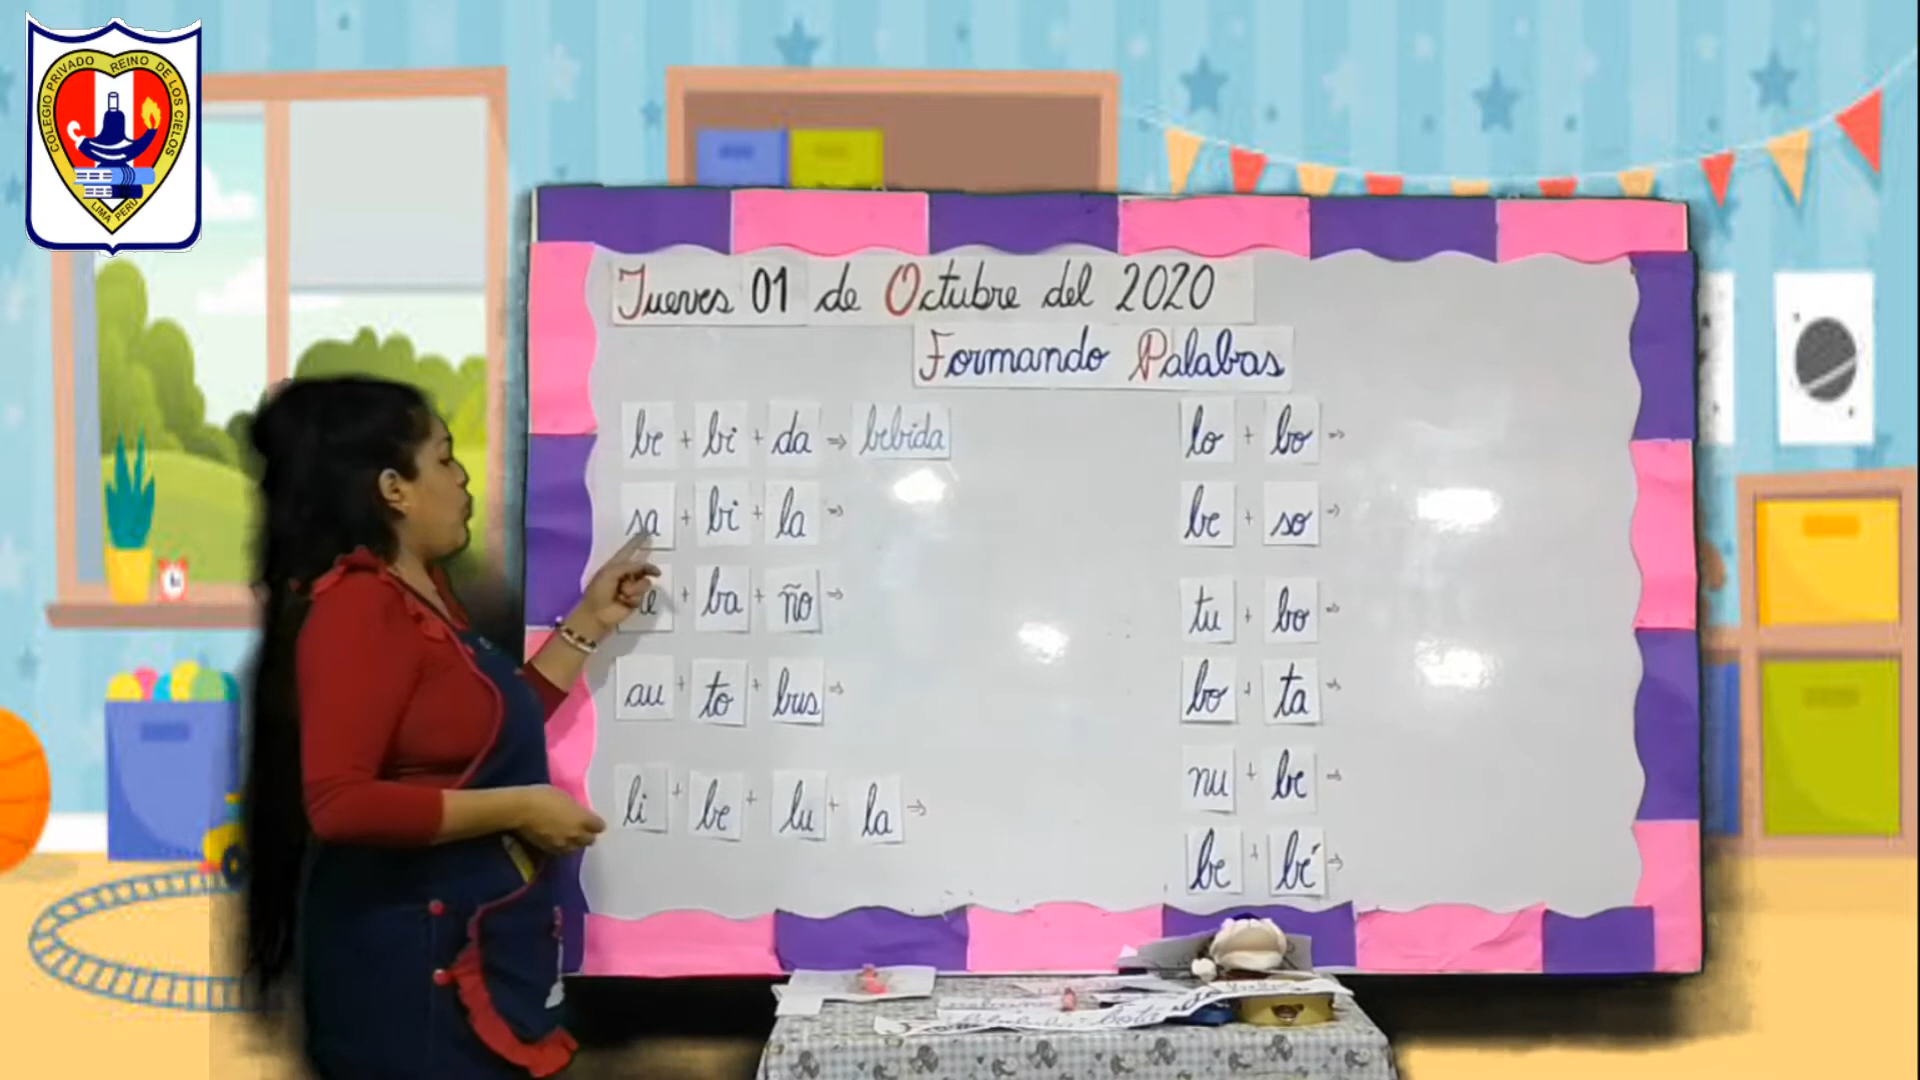 COLEGIO PRIVADO REINO DE LOS CIELOS
LIMA PERÚ
Jueves 01 de Octubre del 2020
Formando Palabras
be + bi + da ⇒ bebida
sa + bi + la ⇒
+ ba + ño ⇒
au + to + bus ⇒
li + be + lu + la ⇒
lo + bo ⇒
be + so ⇒
tu + bo ⇒
bo + ta ⇒
nu + be ⇒
be + bé ⇒